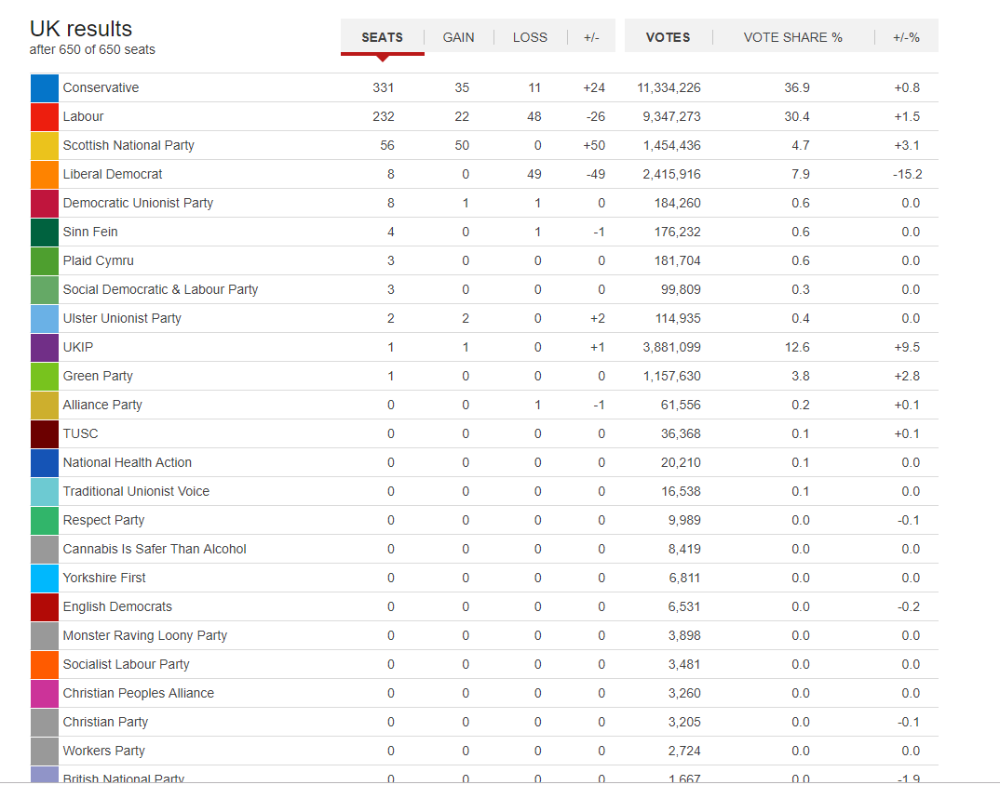 UK results
after 650 of 650 seats
SEATS GAIN LOSS +/- VOTES VOTE SHARE % +/-%
Conservative 331 35 11 +24 11,334,226 36.9 +0.8
Labour 232 22 48 -26 9,347,273 30.4 +1.5
Scottish National Party 56 50 0 +50 1,454,436 4.7 +3.1
Liberal Democrat 8 0 49 -49 2,415,916 7.9 -15.2
Democratic Unionist Party 8 1 1 0 184,260 0.6 0.0
Sinn Fein 4 0 1 -1 176,232 0.6 0.0
Plaid Cymru 3 0 0 0 181,704 0.6 0.0
Social Democratic & Labour Party 3 0 0 0 99,809 0.3 0.0
Ulster Unionist Party 2 2 0 +2 114,935 0.4 0.0
UKIP 1 1 0 +1 3,881,099 12.6 +9.5
Green Party 1 0 0 0 1,157,630 3.8 +2.8
Alliance Party 0 0 1 -1 61,556 0.2 +0.1
TUSC 0 0 0 0 36,368 0.1 +0.1
National Health Action 0 0 0 0 20,210 0.1 0.0
Traditional Unionist Voice 0 0 0 0 16,538 0.1 0.0
Respect Party 0 0 0 0 9,989 0.0 -0.1
Cannabis Is Safer Than Alcohol 0 0 0 0 8,419 0.0 0.0
Yorkshire First 0 0 0 0 6,811 0.0 0.0
English Democrats 0 0 0 0 6,531 0.0 -0.2
Monster Raving Loony Party 0 0 0 0 3,898 0.0 0.0
Socialist Labour Party 0 0 0 0 3,481 0.0 0.0
Christian Peoples Alliance 0 0 0 0 3,260 0.0 0.0
Christian Party 0 0 0 0 3,205 0.0 -0.1
Workers Party 0 0 0 0 2,724 0.0 0.0
British National Party 0 0 0 0 1,667 0.0 -1.9